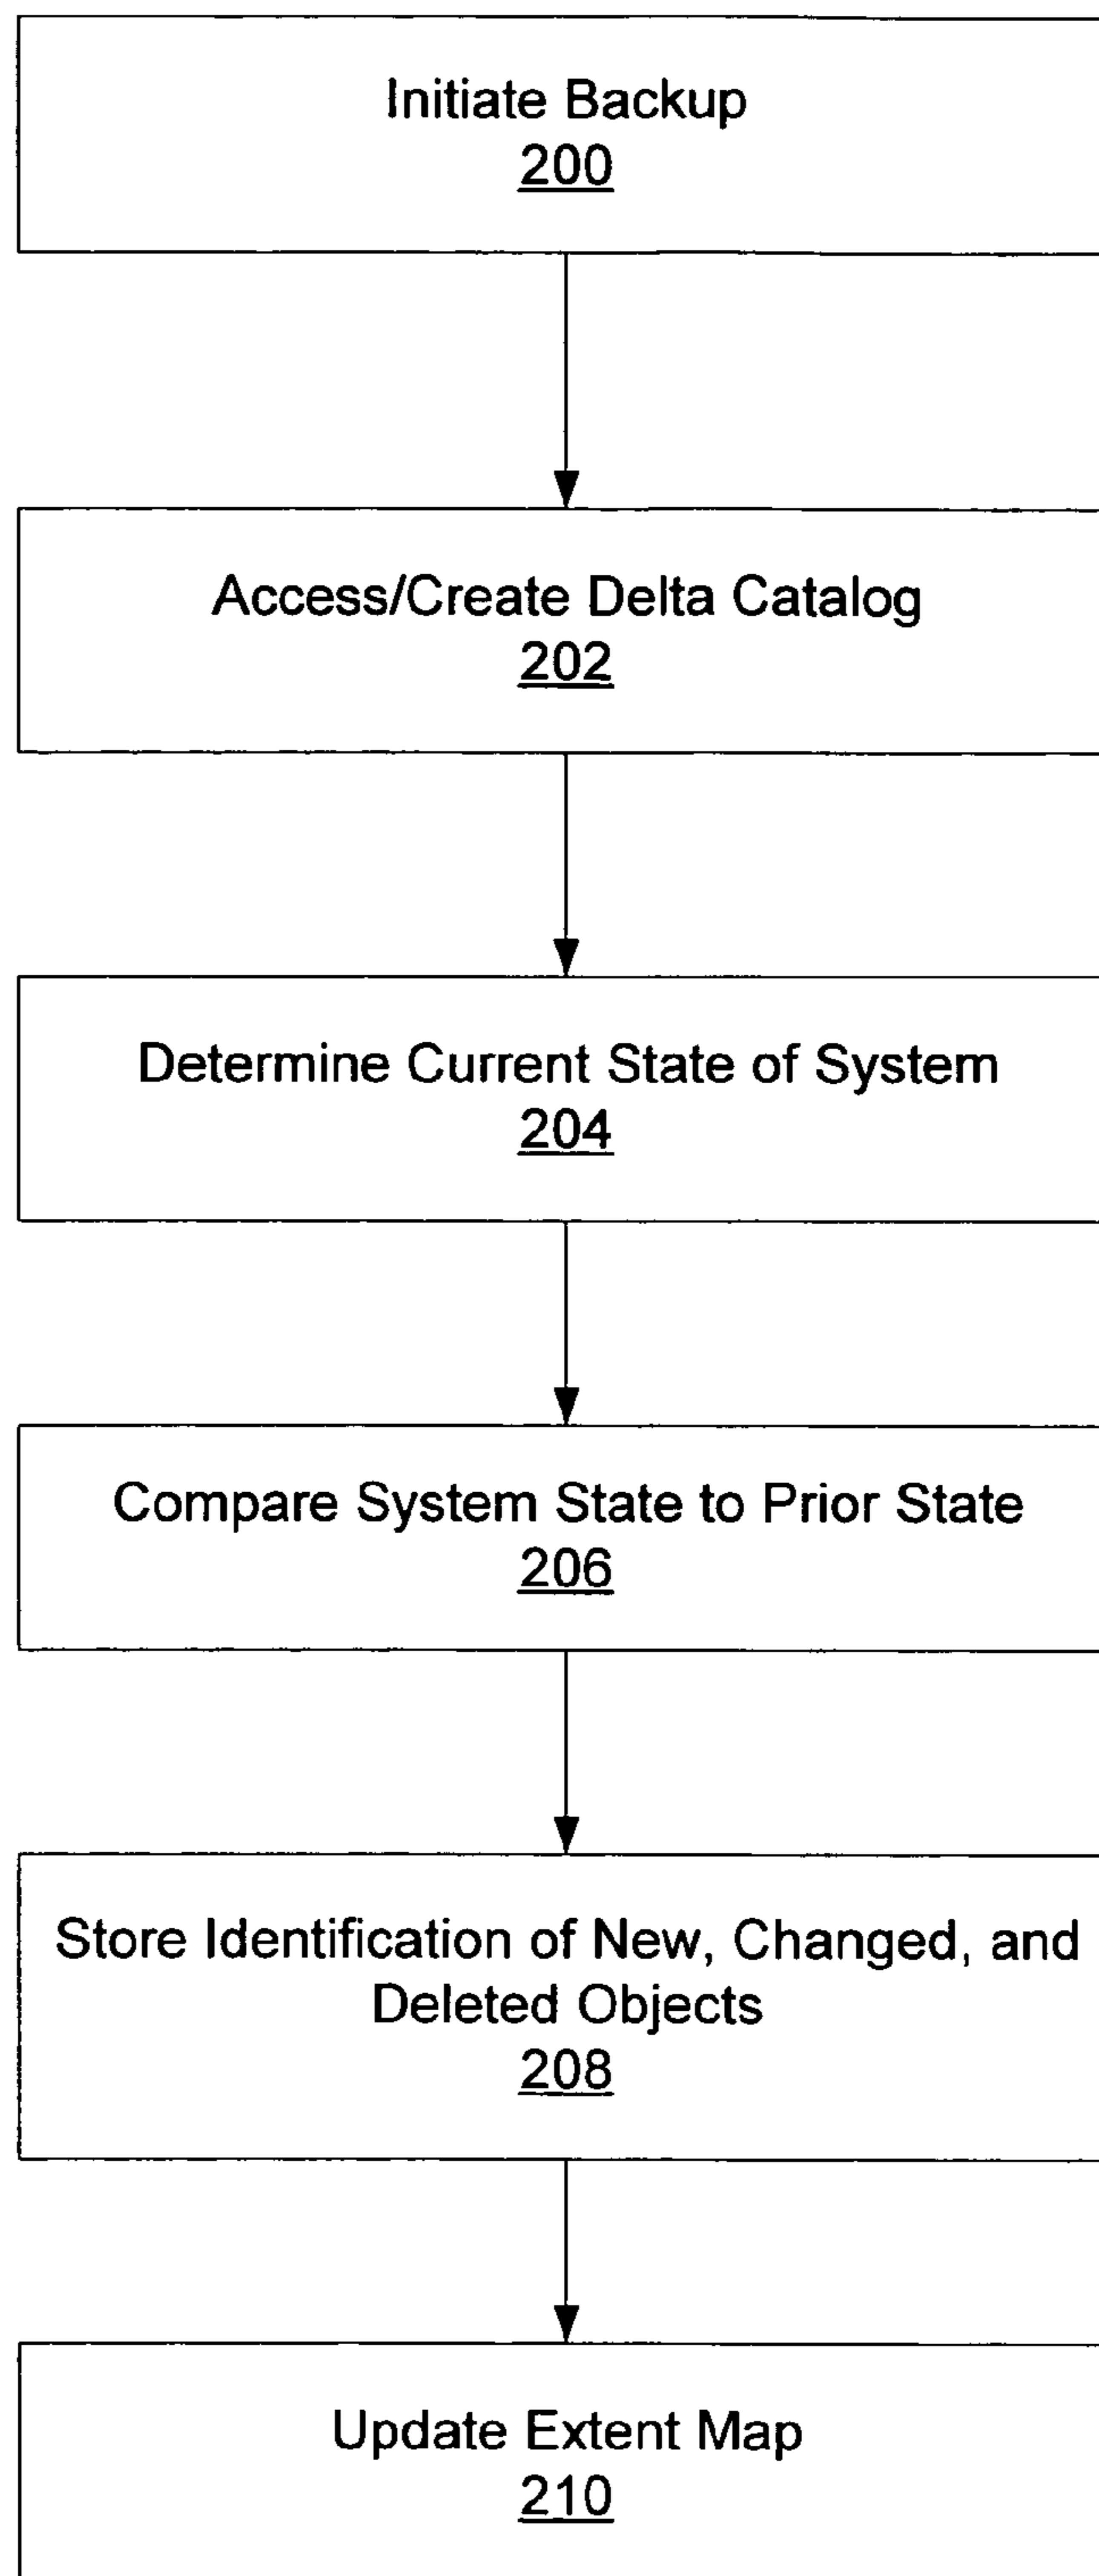 Initiate Backup
200
Access/Create Delta Catalog
202
Determine Current State of System
204
Compare System State to Prior State
206
Store Identification of New, Changed, and
Deleted Objects
208
Update Extent Map
210